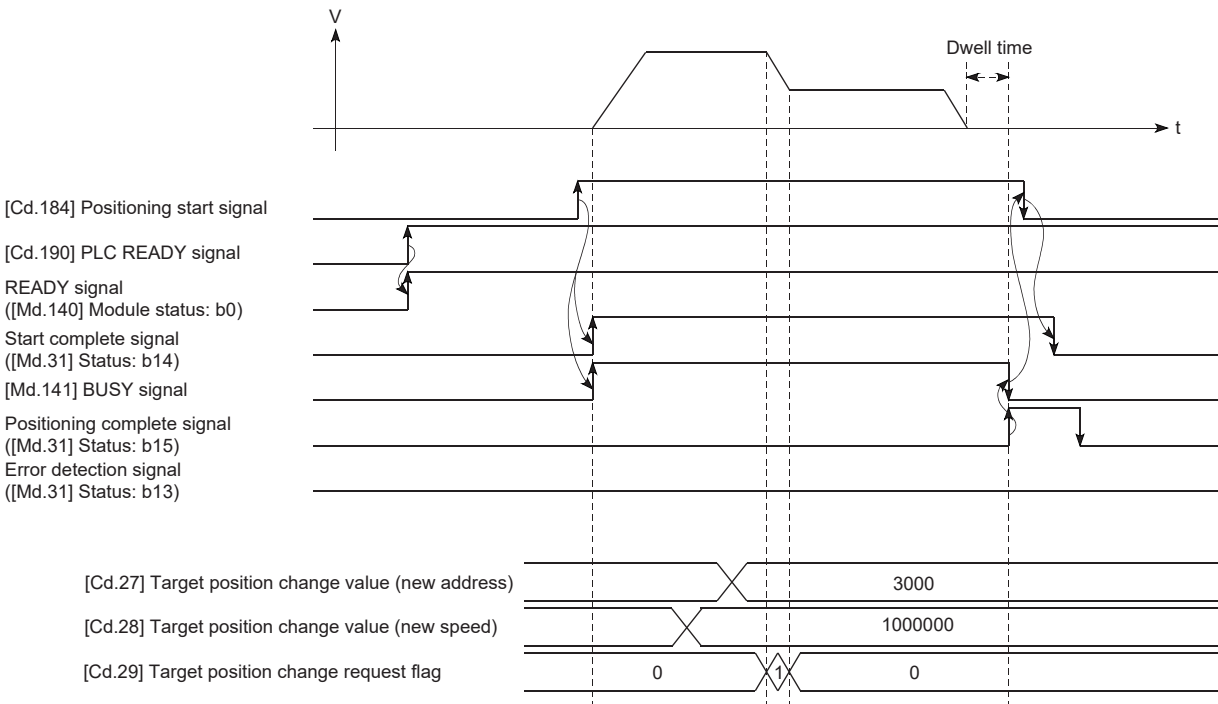 V
Dwell time
t
[Cd.184] Positioning start signal
[Cd.190] PLC READY signal
READY signal
([Md.140] Module status: b0)
Start complete signal
([Md.31] Status: b14)
[Md.141] BUSY signal
Positioning complete signal
([Md.31] Status: b15)
Error detection signal
([Md.31] Status: b13)
[Cd.27] Target position change value (new address) 3000
[Cd.28] Target position change value (new speed) 1000000
[Cd.29] Target position change request flag 0 1 0